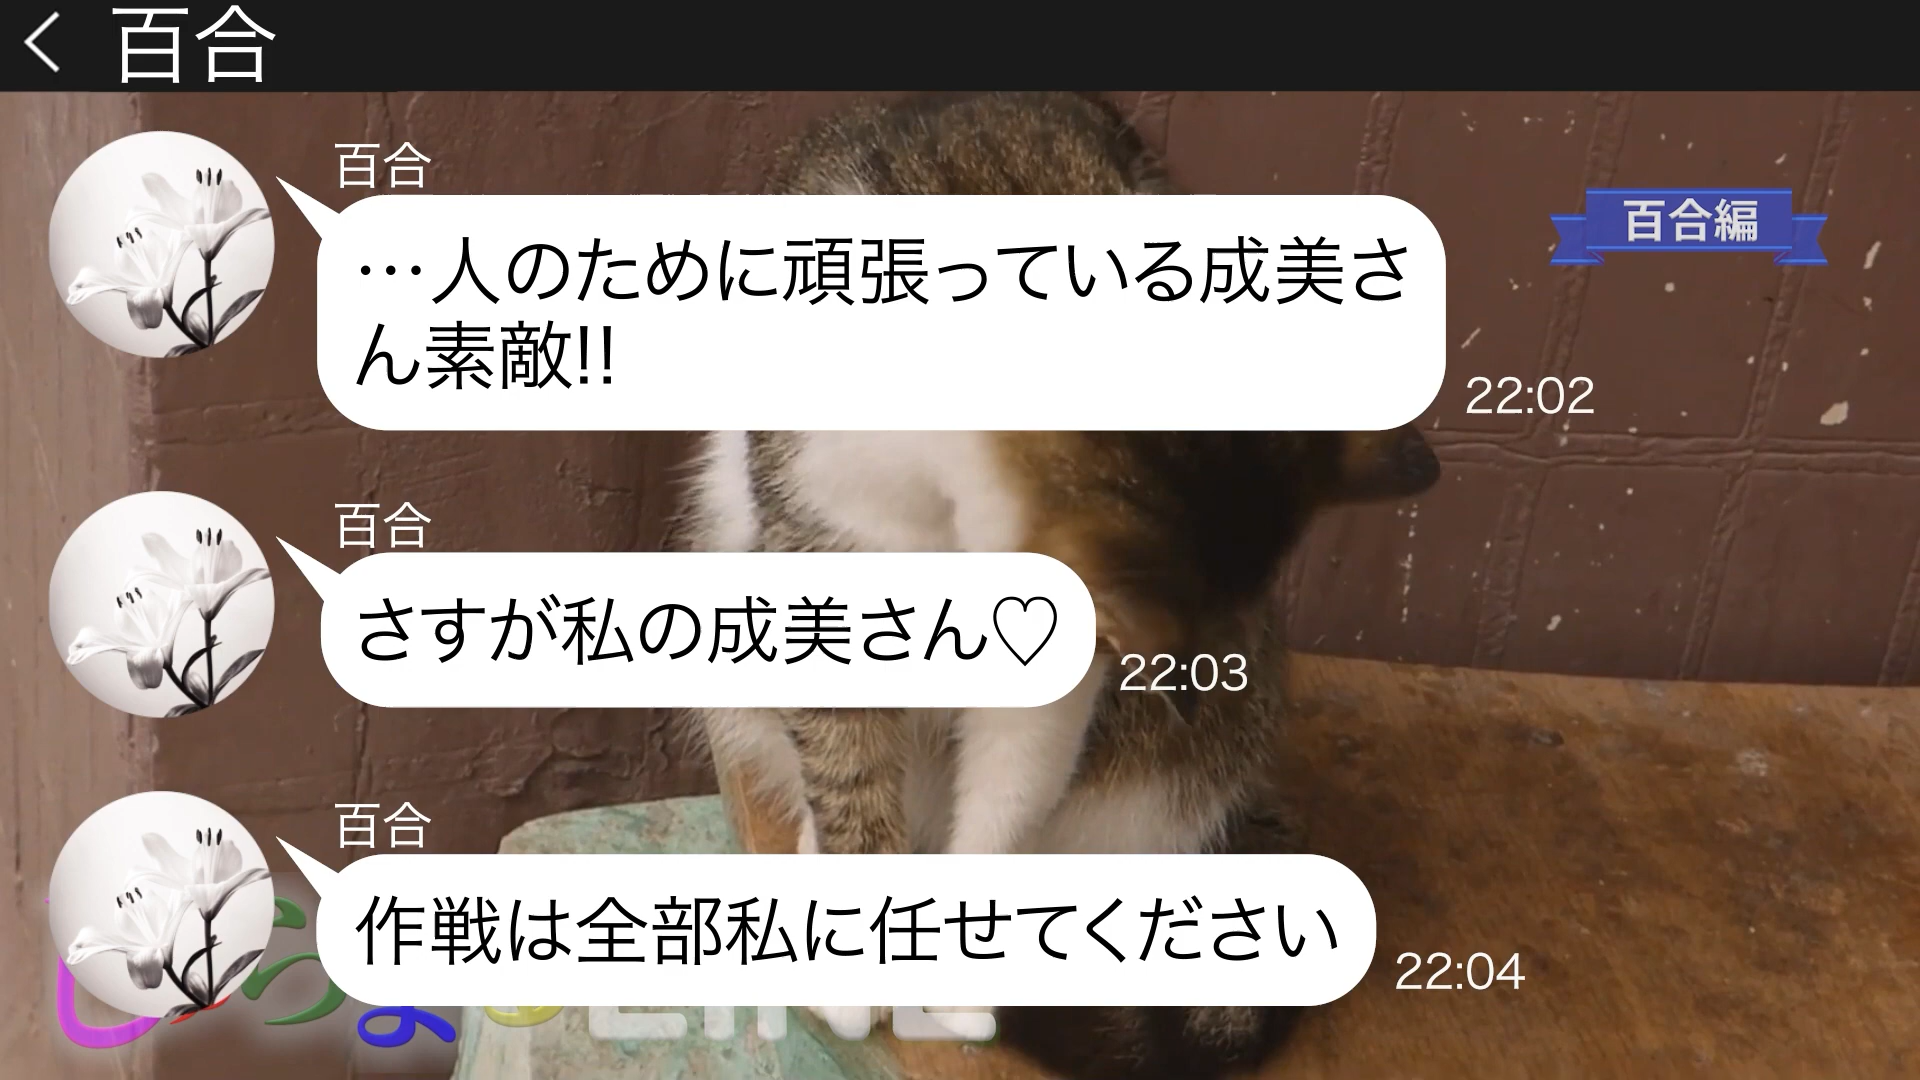 百合
百合
…人のために頑張っている成美さ
ん素敵!!
22:02
百合編
百合
さすが私の成美さん♡
22:03
百合
作戦は全部私に任せてください
22:04
LINE